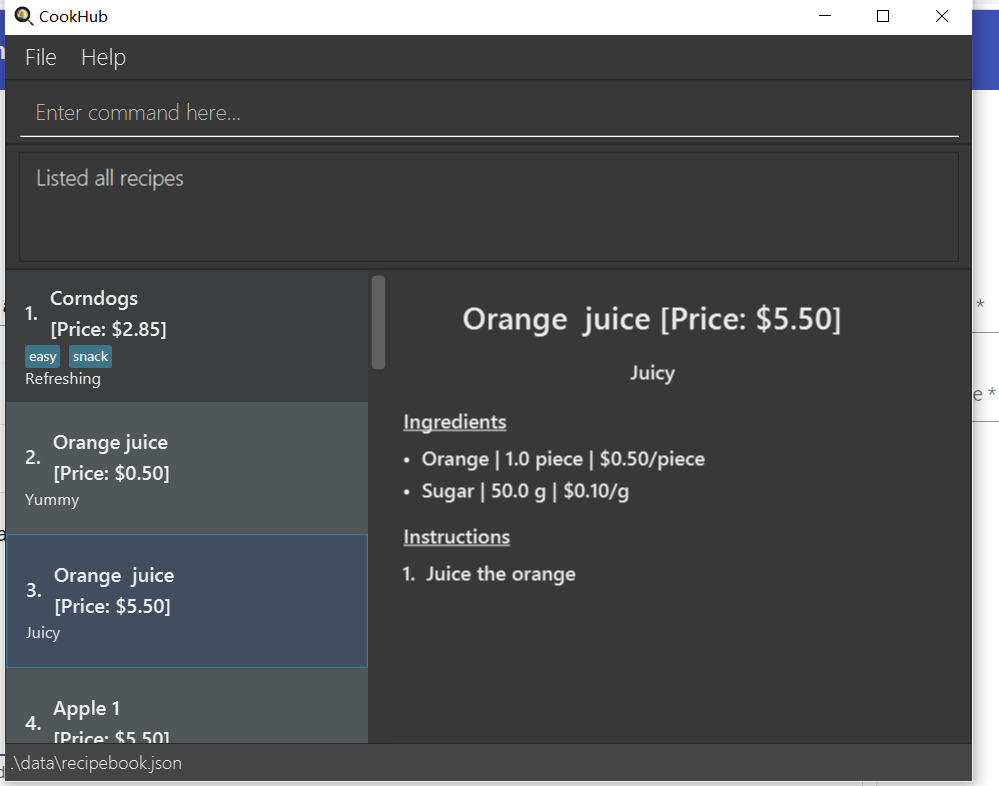 CookHub
File Help
Enter command here...
Listed all recipes
1. Corndogs
[Price: $2.85]
easy snack
Refreshing
2. Orange juice
[Price: $0.50]
Yummy
3. Orange  juice
[Price: $5.50]
Juicy
4. Apple 1
[Price: $5.50]
Orange  juice [Price: $5.50]
Juicy
Ingredients
• Orange | 1.0 piece | $0.50/piece
• Sugar | 50.0 g | $0.10/g
Instructions
1. Juice the orange
*
e *
.\data\recipebook.json